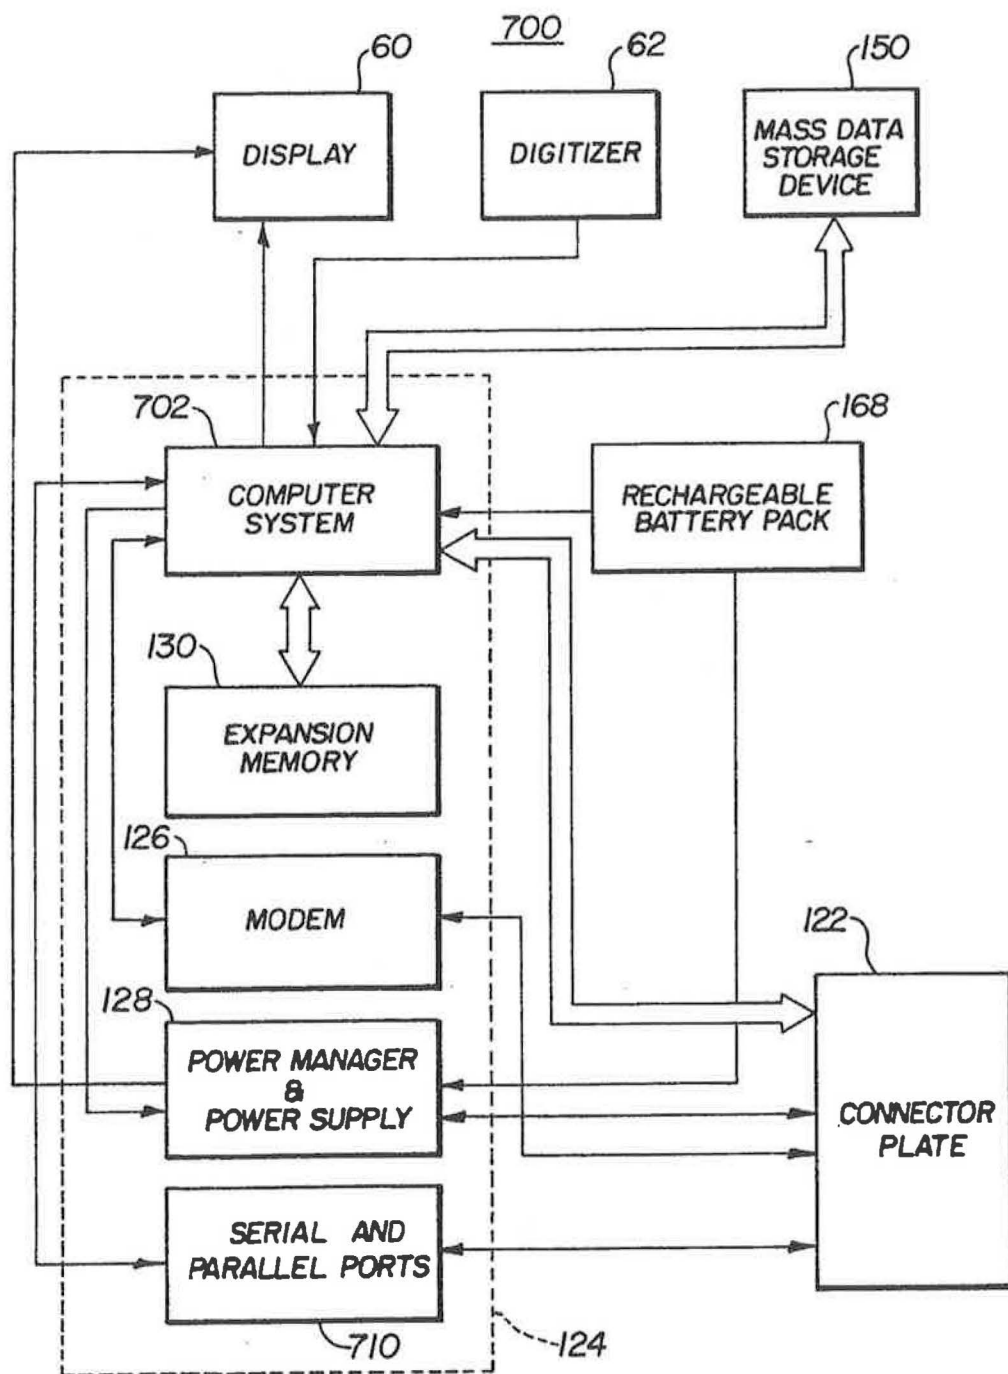 700
60
62
150
DISPLAY
DIGITIZER
MASS DATA
STORAGE
DEVICE
702
168
COMPUTER
SYSTEM
RECHARGEABLE
BATTERY PACK
130
EXPANSION
MEMORY
126
MODEM
122
128
POWER MANAGER
&
POWER SUPPLY
CONNECTOR
PLATE
SERIAL AND
PARALLEL PORTS
710
124